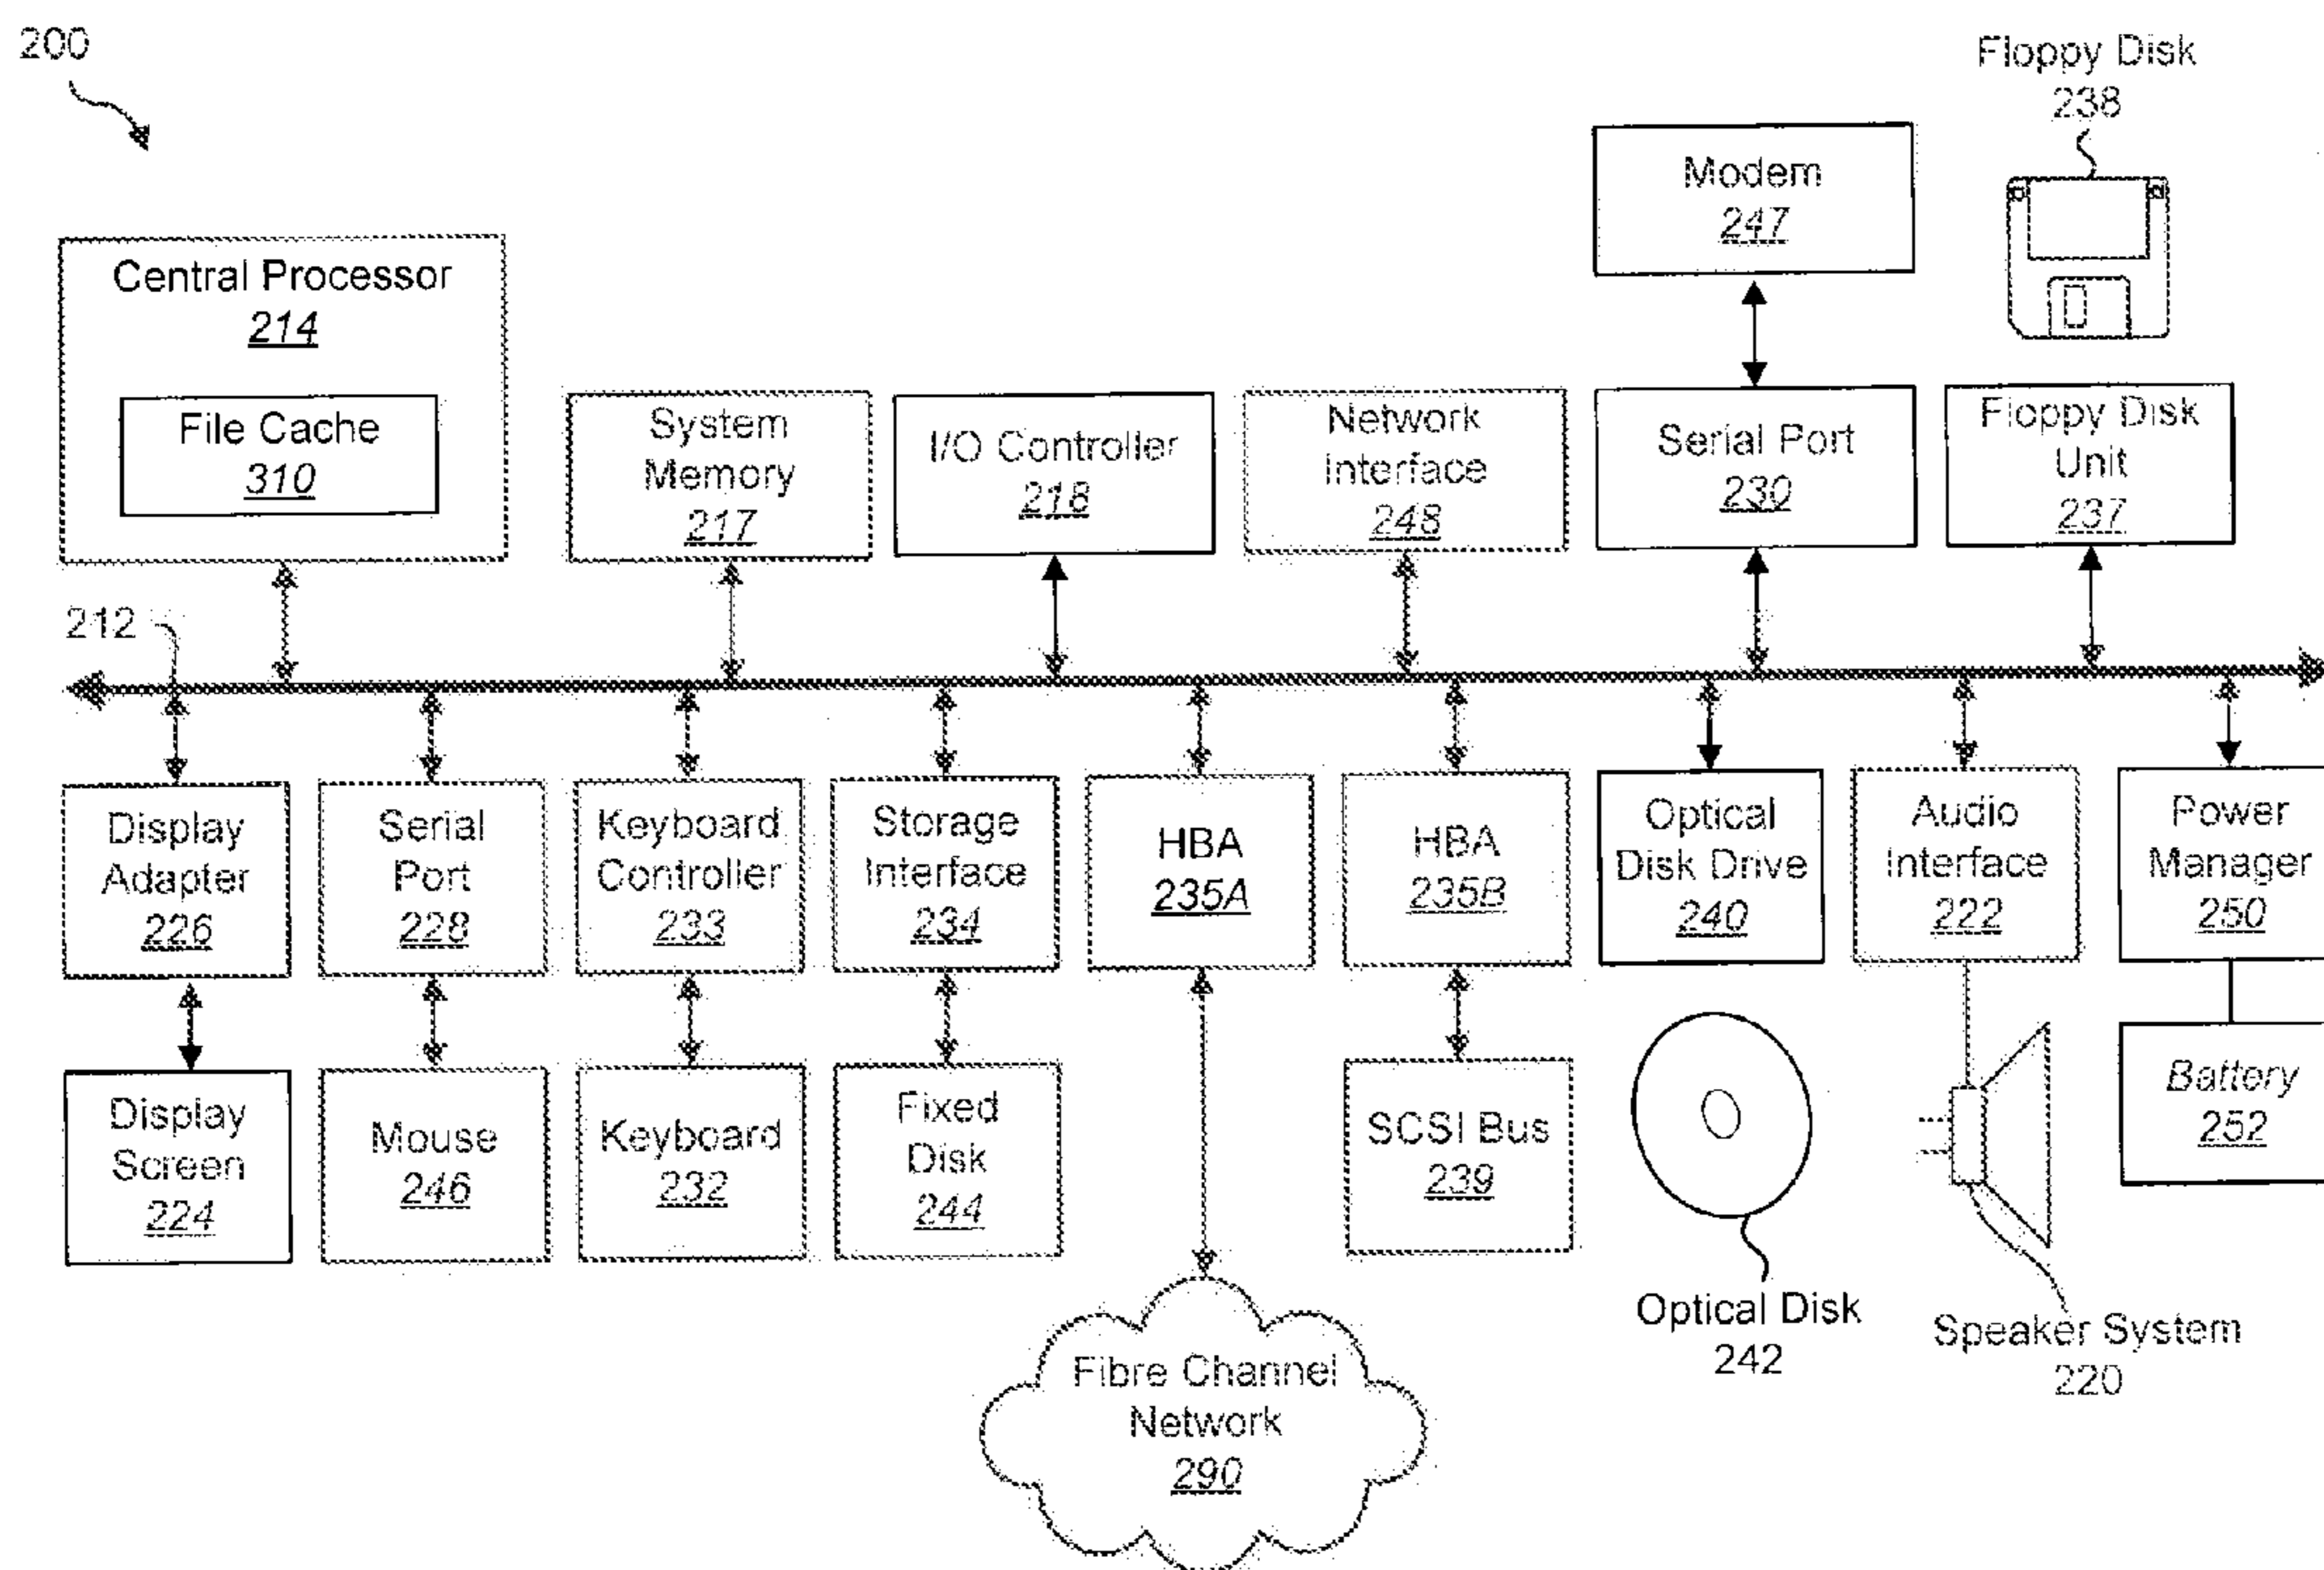 200
Floppy Disk
238
Modem
247
Central Processor
214
File Cache
310
System
Memory
217
I/O Controller
218
Network
Interface
248
Serial Port
230
Floppy Disk
Unit
237
212
Display
Adapter
226
Serial
Port
228
Keyboard
Controller
233
Storage
Interface
234
HBA
235A
HBA
235B
Optical
Disk Drive
240
Audio
Interface
222
Power
Manager
250
Display
Screen
224
Mouse
246
Keyboard
232
Fixed
Disk
244
SCSI Bus
239
Battery
252
Optical Disk
242
Speaker System
220
Fibre Channel
Network
290